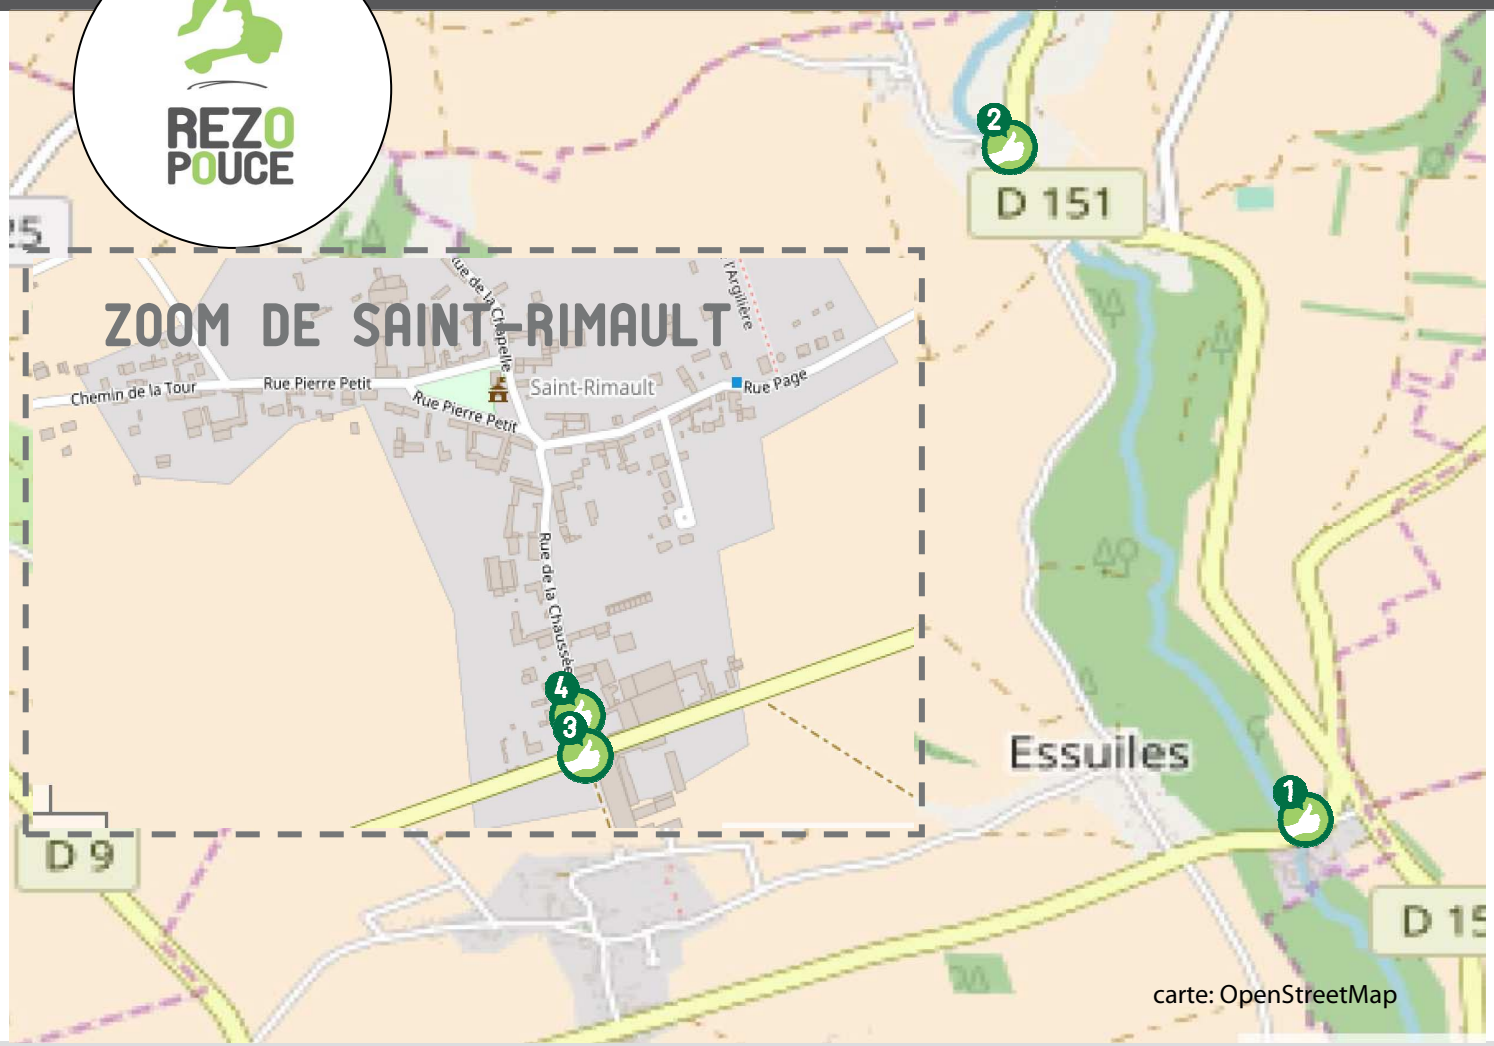 REZO
POUCE
2
D 151
25
ZOOM DE SAINT-RIMAULT
Rue de la Chapelle
l'Argilière
Chemin de la Tour
Rue Pierre Petit
Saint-Rimault
Rue Page
Rue Pierre Petit
Rue de la Chaussée
4
3
Essuiles
1
D 9
D 15
carte: OpenStreetMap